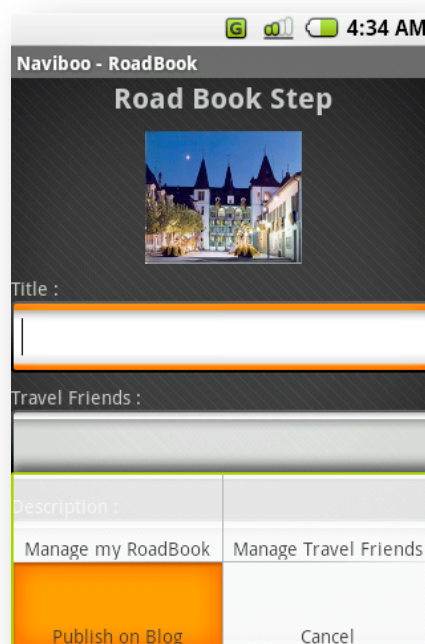 G 4:34 AM
Naviboo - RoadBook
Road Book Step
Title :
Travel Friends :
Description :
Manage my RoadBook Manage Travel Friends
Publish on Blog Cancel